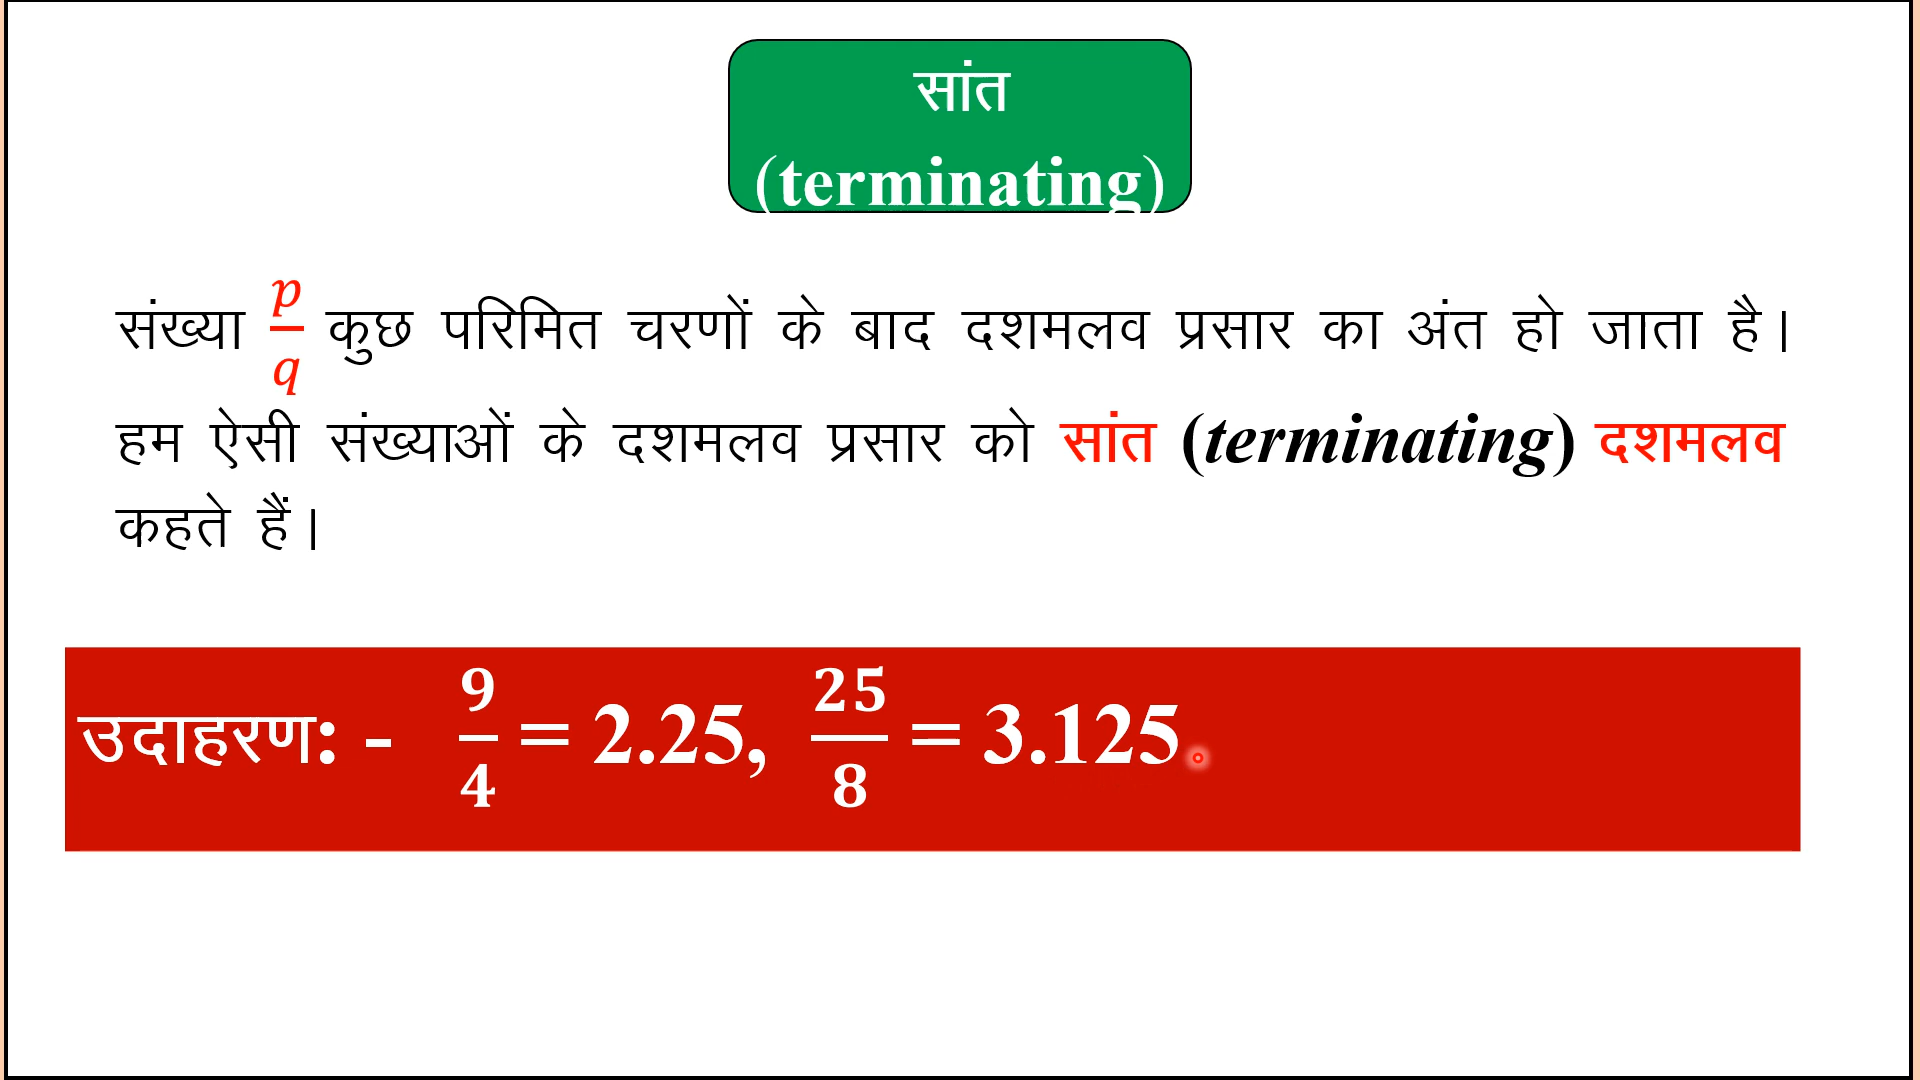 सांत
(terminating)
संख्या p/q कुछ परिमित चरणों के बाद दशमलव प्रसार का अंत हो जाता है।
हम ऐसी संख्याओं के दशमलव प्रसार को सांत (terminating) दशमलव
कहते हैं।
उदाहरण: - 9/4 = 2.25, 25/8 = 3.125